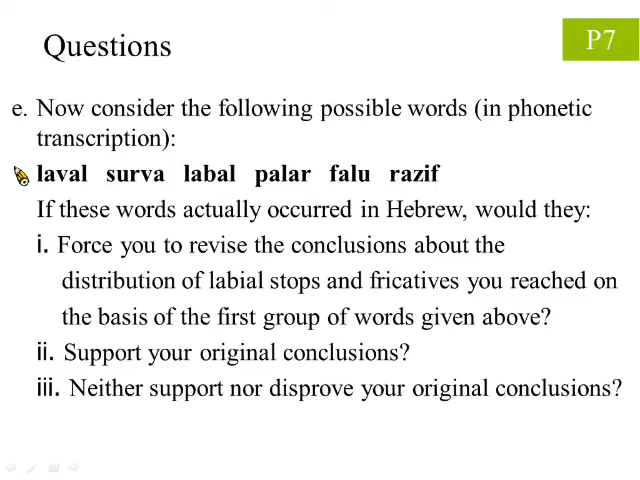 Questions
P7
e. Now consider the following possible words (in phonetic
transcription):
laval surva labal palar falu razif
If these words actually occurred in Hebrew, would they:
i. Force you to revise the conclusions about the
distribution of labial stops and fricatives you reached on
the basis of the first group of words given above?
ii. Support your original conclusions?
iii. Neither support nor disprove your original conclusions?